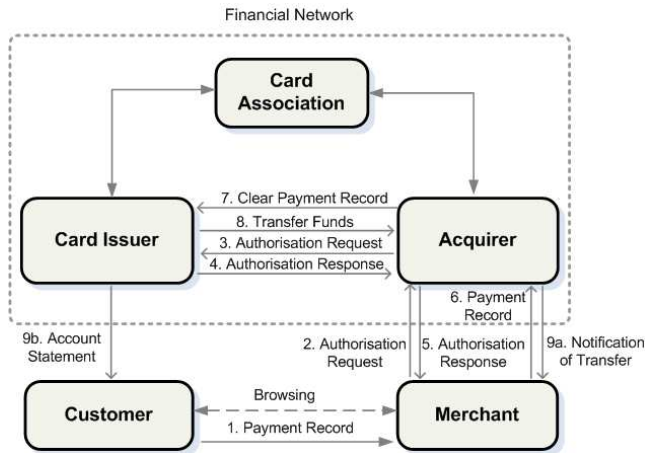 Financial Network
Card
Association
7. Clear Payment Record
8. Transfer Funds
3. Authorisation Request
4. Authorisation Response
Card Issuer
Acquirer
6. Payment
Record
9b. Account
Statement
2. Authorisation
Request
5. Authorisation
Response
9a. Notification
of Transfer
Customer
Browsing
1. Payment Record
Merchant